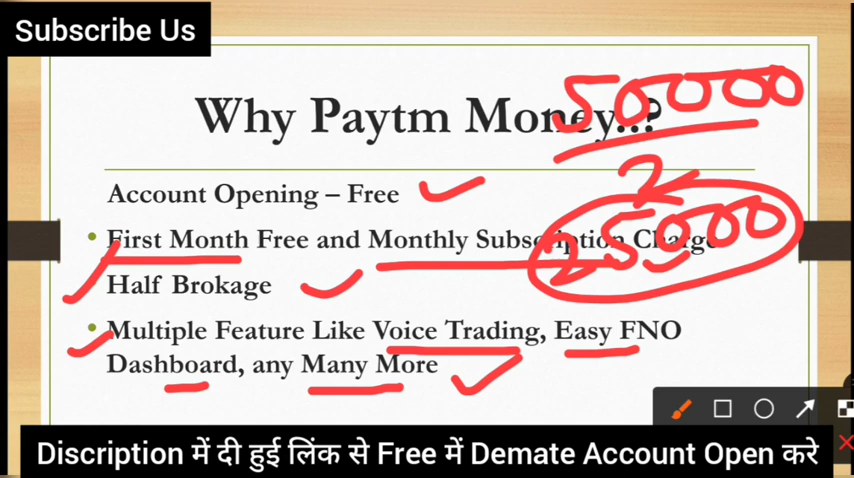 Subscribe Us
Why Paytm Money..?
50000
2
25000
Account Opening – Free
• First Month Free and Monthly Subscription Charge
Half Brokage
• Multiple Feature Like Voice Trading, Easy FNO
Dashboard, any Many More
Discription में दी हुई लिंक से Free में Demate Account Open करे